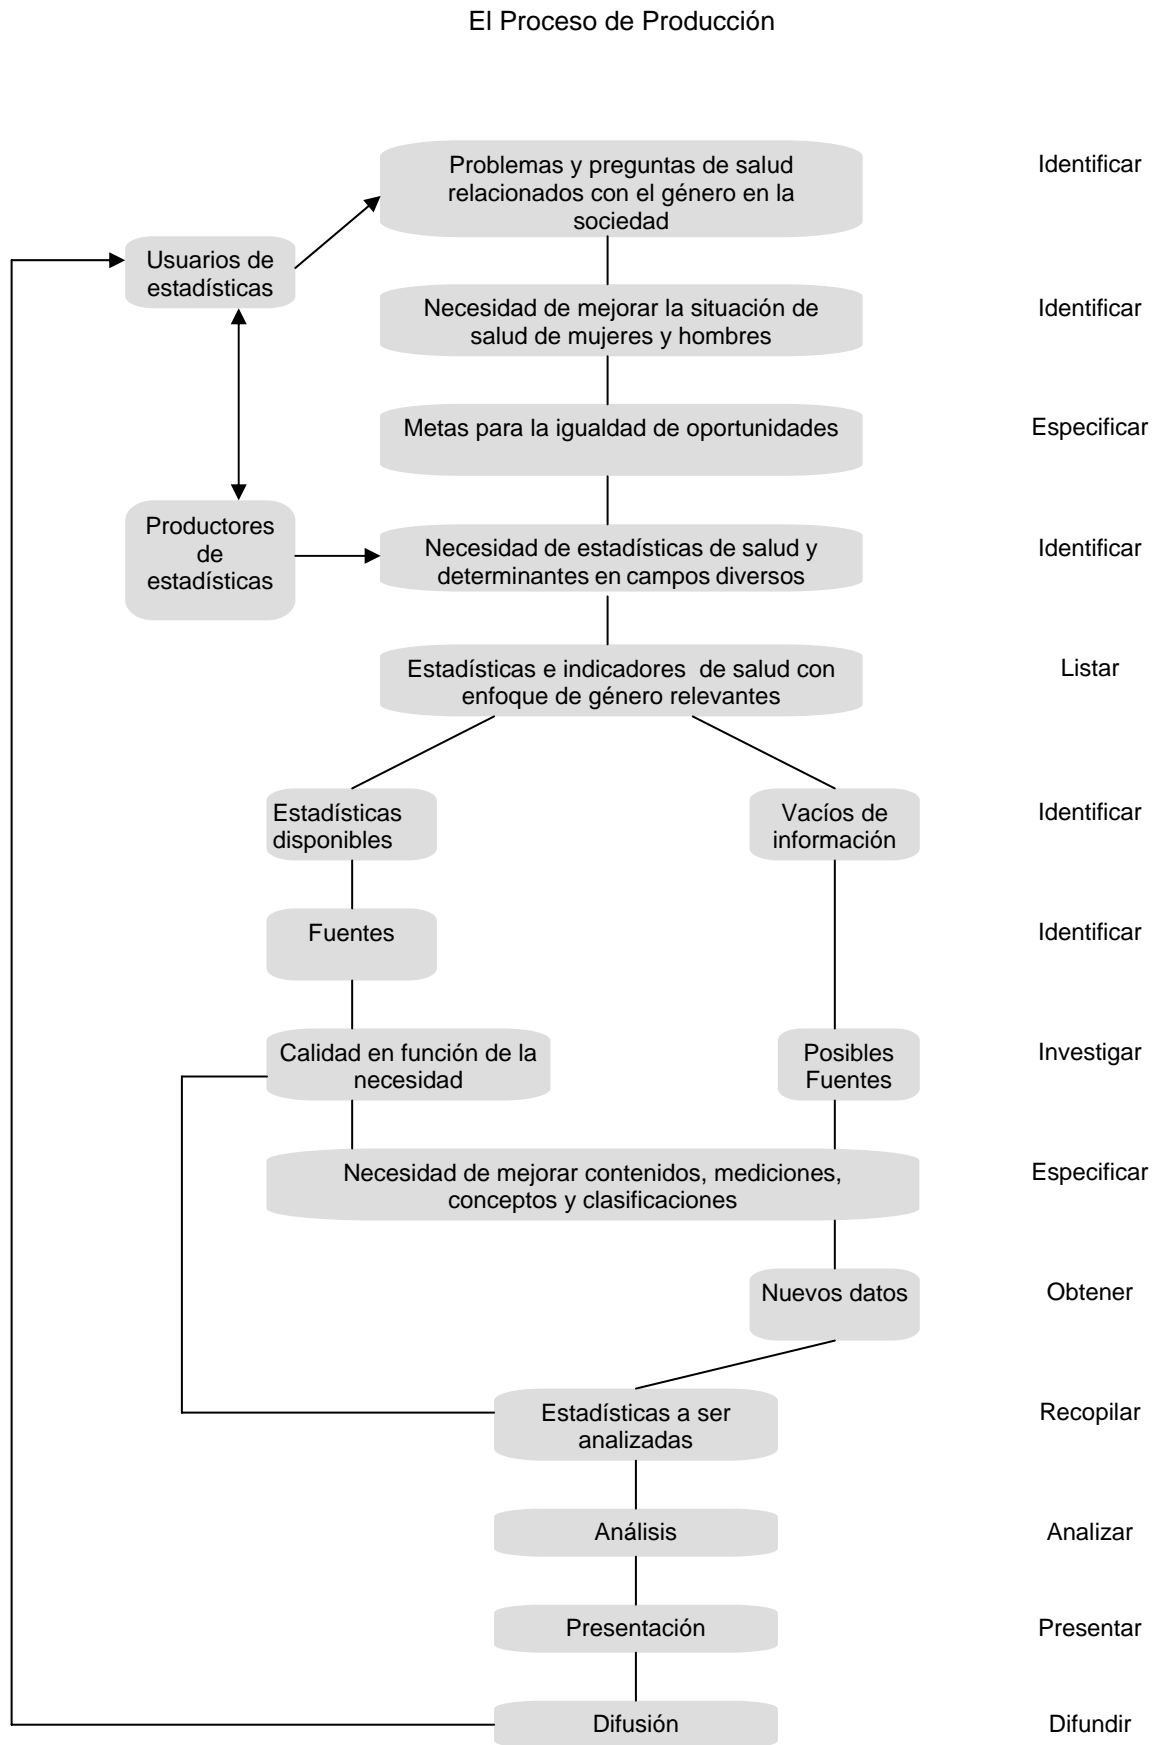 El Proceso de Producción
Problemas y preguntas de salud
relacionados con el género en la
sociedad
Identificar
Usuarios de
estadísticas
Necesidad de mejorar la situación de
salud de mujeres y hombres
Identificar
Metas para la igualdad de oportunidades
Especificar
Productores
de
estadísticas
Necesidad de estadísticas de salud y
determinantes en campos diversos
Identificar
Estadísticas e indicadores de salud con
enfoque de género relevantes
Listar
Estadísticas
disponibles
Vacíos de
información
Identificar
Fuentes
Identificar
Calidad en función de la
necesidad
Posibles
Fuentes
Investigar
Necesidad de mejorar contenidos, mediciones,
conceptos y clasificaciones
Especificar
Nuevos datos
Obtener
Estadísticas a ser
analizadas
Recopilar
Análisis
Analizar
Presentación
Presentar
Difusión
Difundir